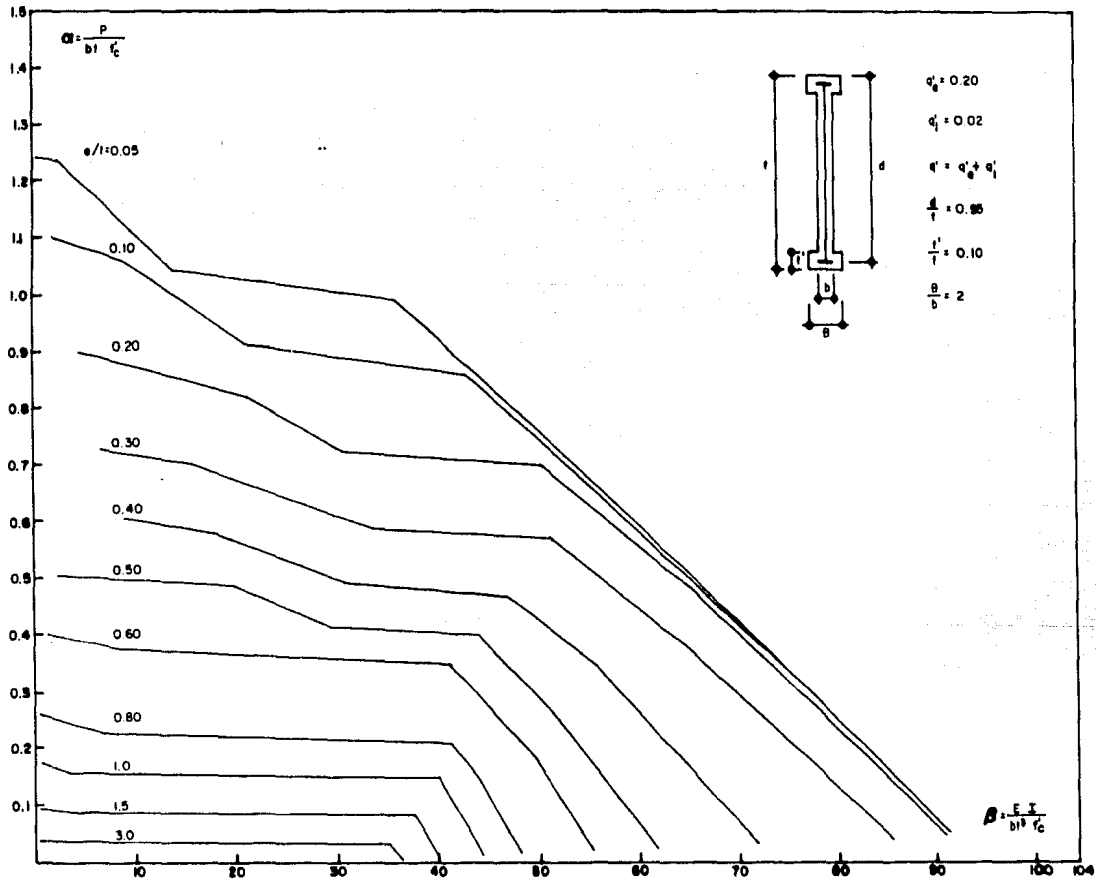 1.5
α = P / bt f'c
1.4
1.3
e/t=0.05
1.2
1.1
0.10
1.0
0.9
0.20
0.8
0.7
0.30
0.6
0.40
0.5
0.50
0.4
0.60
0.3
0.80
0.2
1.0
0.1
1.5
3.0
10 20 30 40 50 60 70 80 90 100 104
β = E I / bt³ f'c
t
d
t'
b
B
q'e = 0.20
q'i = 0.02
q' = q'e + q'i
d/t = 0.95
t'/t = 0.10
B/b = 2